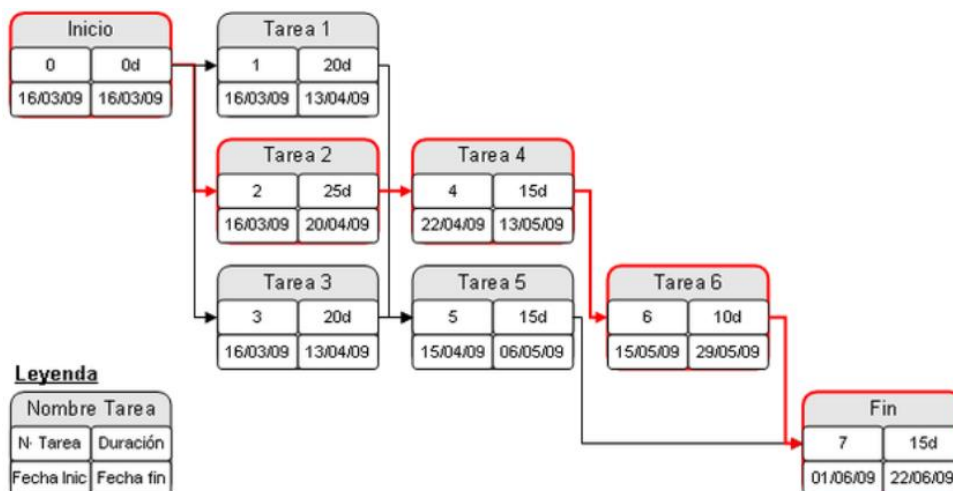 Inicio
0 0d
16/03/09 16/03/09
Tarea 1
1 20d
16/03/09 13/04/09
Tarea 2
2 25d
16/03/09 20/04/09
Tarea 4
4 15d
22/04/09 13/05/09
Tarea 3
3 20d
16/03/09 13/04/09
Tarea 5
5 15d
15/04/09 06/05/09
Tarea 6
6 10d
15/05/09 29/05/09
Leyenda
Nombre Tarea
N· Tarea Duración
Fecha Inic Fecha fin
Fin
7 15d
01/06/09 22/06/09